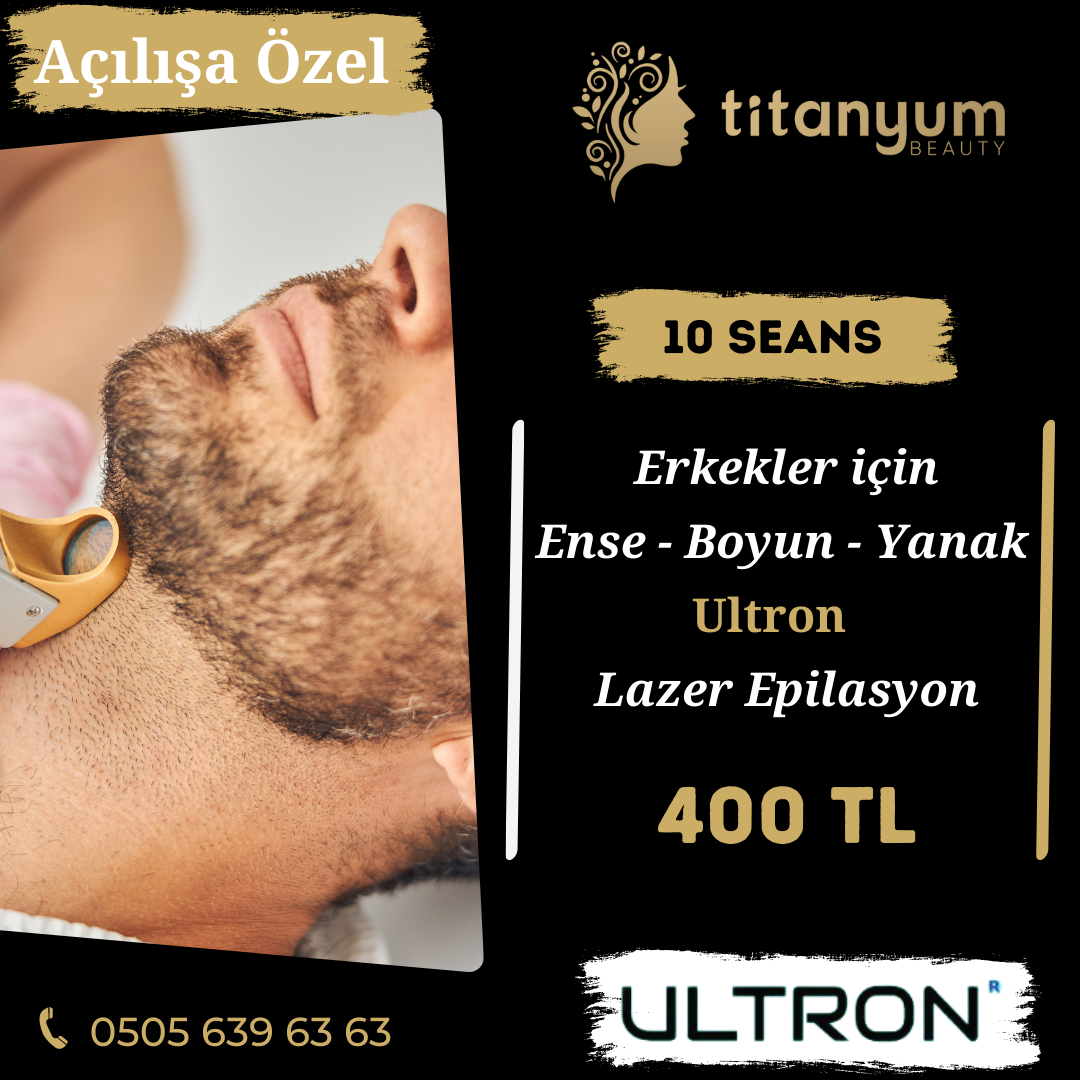 Açılışa Özel
titanyum
BEAUTY
10 SEANS
Erkekler için
Ense - Boyun - Yanak
Ultron
Lazer Epilasyon
400 TL
ULTRON®
0505 639 63 63